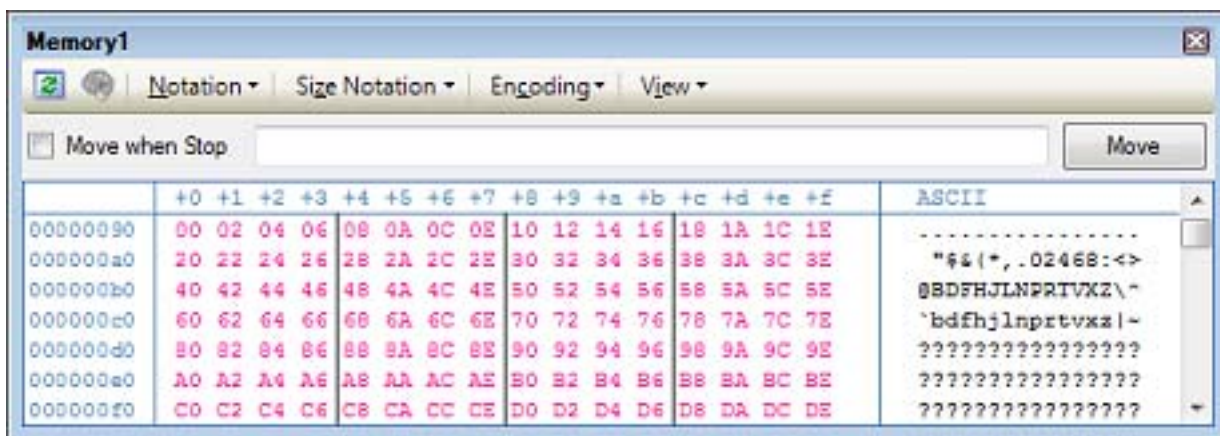 Memory1
Notation Size Notation Encoding View
Move when Stop Move
+0 +1 +2 +3 +4 +5 +6 +7 +8 +9 +a +b +c +d +e +f ASCII
00000090 00 02 04 06 08 0A 0C 0E 10 12 14 16 18 1A 1C 1E ................
000000a0 20 22 24 26 28 2A 2C 2E 30 32 34 36 38 3A 3C 3E "$&(*,.02468:<>
000000b0 40 42 44 46 48 4A 4C 4E 50 52 54 56 58 5A 5C 5E @BDFHJLNPRTVXZ\^
000000c0 60 62 64 66 68 6A 6C 6E 70 72 74 76 78 7A 7C 7E `bdfhjlnprtvxz|~
000000d0 80 82 84 86 88 8A 8C 8E 90 92 94 96 98 9A 9C 9E ????????????????
000000e0 A0 A2 A4 A6 A8 AA AC AE B0 B2 B4 B6 B8 BA BC BE ????????????????
000000f0 C0 C2 C4 C6 C8 CA CC CE D0 D2 D4 D6 D8 DA DC DE ????????????????